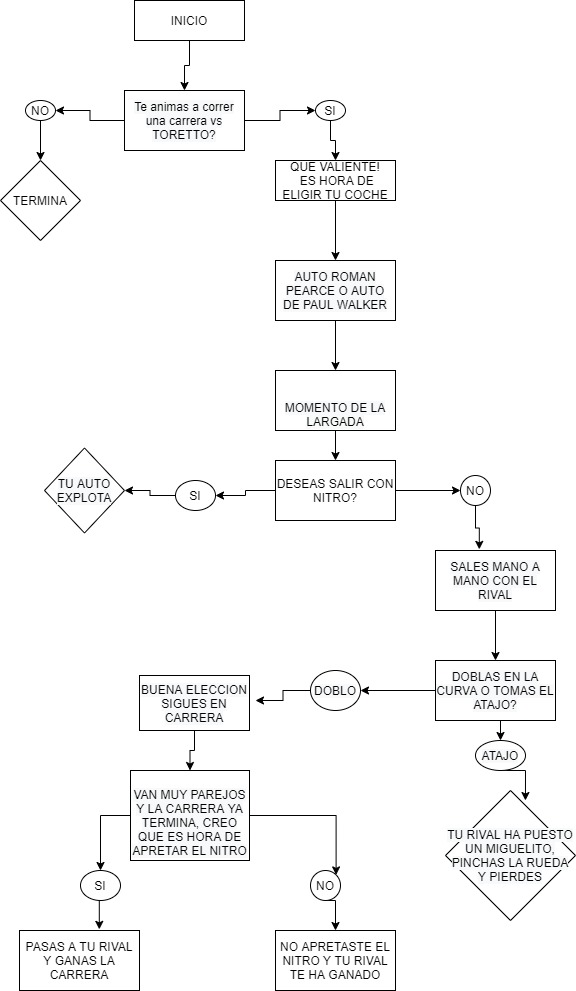 INICIO
Te animas a correr
una carrera vs
TORETTO?
NO
SI
TERMINA
QUE VALIENTE!
ES HORA DE
ELIGIR TU COCHE
AUTO ROMAN
PEARCE O AUTO
DE PAUL WALKER
MOMENTO DE LA
LARGADA
DESEAS SALIR CON
NITRO?
SI
TU AUTO
EXPLOTA
NO
SALES MANO A
MANO CON EL
RIVAL
DOBLAS EN LA
CURVA O TOMAS EL
ATAJO?
DOBLO
BUENA ELECCION
SIGUES EN
CARRERA
ATAJO
TU RIVAL HA PUESTO
UN MIGUELITO,
PINCHAS LA RUEDA
Y PIERDES
VAN MUY PAREJOS
Y LA CARRERA YA
TERMINA, CREO
QUE ES HORA DE
APRETAR EL NITRO
SI
NO
PASAS A TU RIVAL
Y GANAS LA
CARRERA
NO APRETASTE EL
NITRO Y TU RIVAL
TE HA GANADO